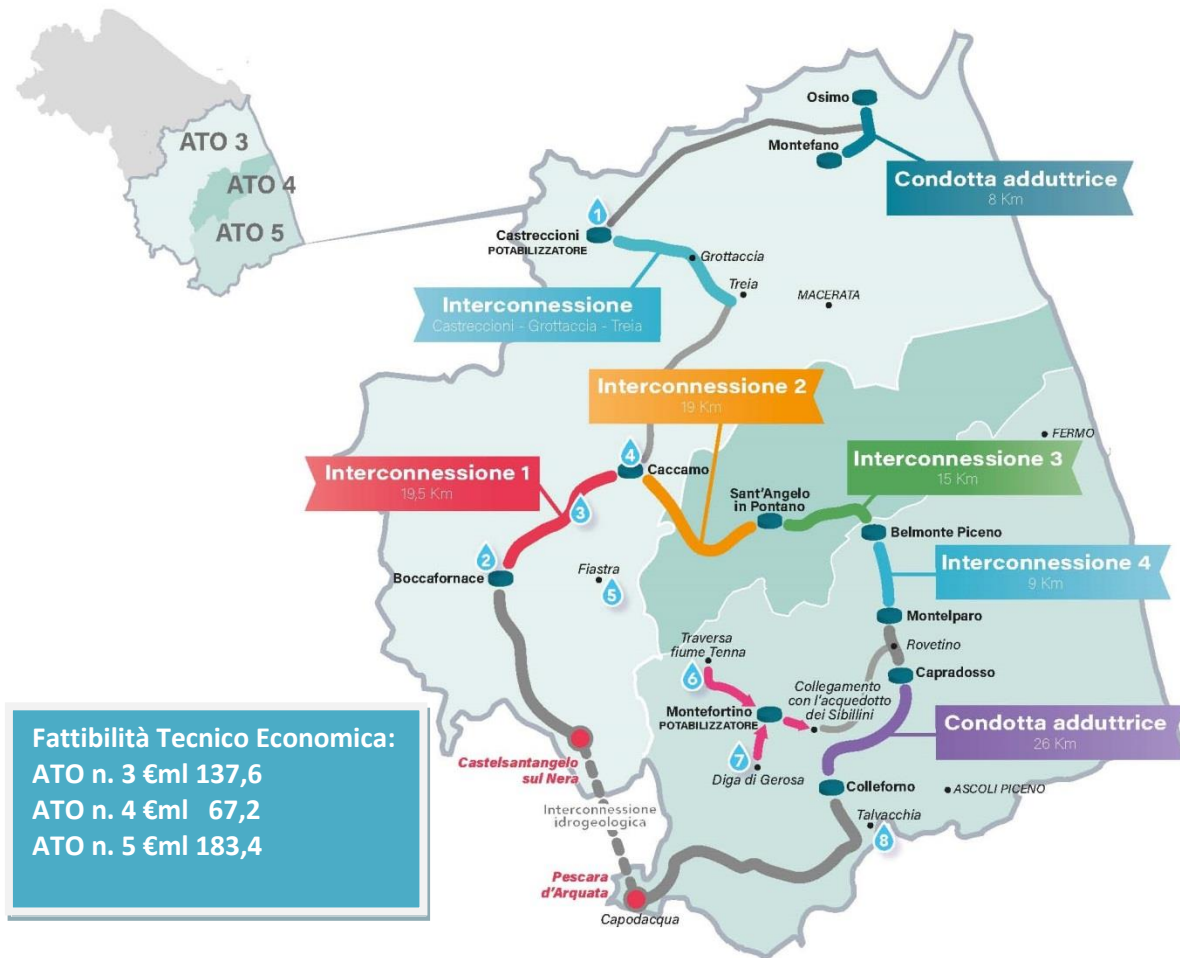 ATO 3
ATO 4
ATO 5
Osimo
Montefano
Condotta adduttrice
8 Km
1
Castreccioni
POTABILIZZATORE
Grottaccia
Treia
MACERATA
Interconnessione
Castreccioni - Grottaccia - Treia
Interconnessione 2
19 Km
FERMO
4
Caccamo
Interconnessione 1
19,5 Km
3
Interconnessione 3
15 Km
Sant'Angelo
in Pontano
Belmonte Piceno
2
Boccafornace
Fiastra
5
Interconnessione 4
9 Km
Montelparo
Rovetino
Traversa
fiume Tenna
6
Capradosso
Collegamento
con l'acquedotto
dei Sibillini
Montefortino
POTABILIZZATORE
Condotta adduttrice
26 Km
7
Diga di Gerosa
Castelsantangelo
sul Nera
Colleforno
ASCOLI PICENO
Interconnessione
idrogeologica
Talvacchia
8
Pescara
d'Arquata
Capodacqua
Fattibilità Tecnico Economica:
ATO n. 3 €ml 137,6
ATO n. 4 €ml 67,2
ATO n. 5 €ml 183,4